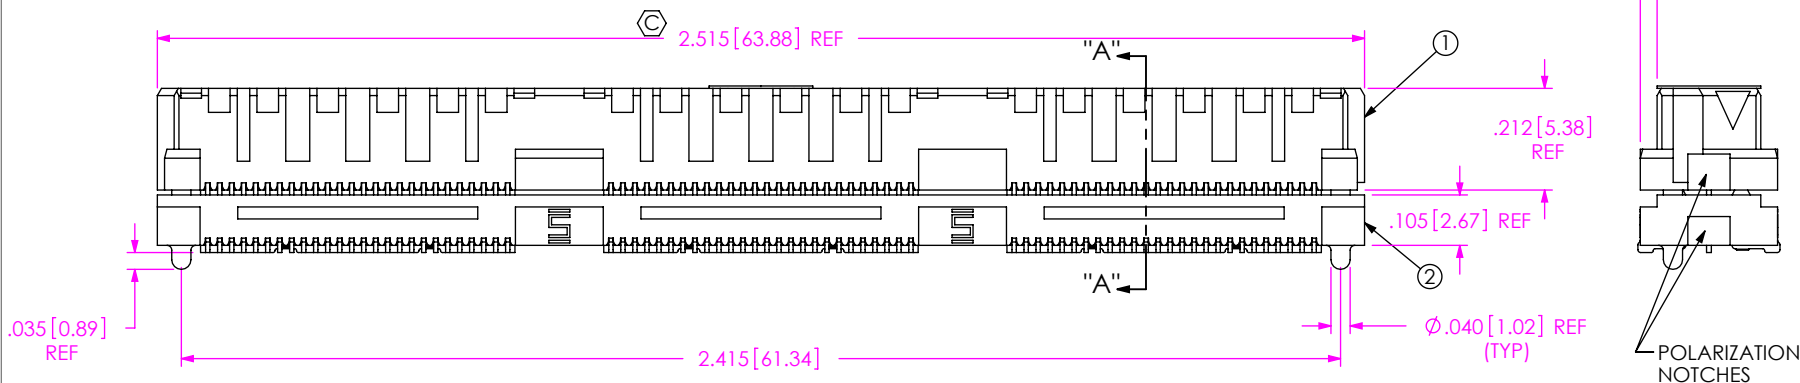 C
2.515[63.88] REF
"A"
1
.212[5.38]
REF
.105[2.67] REF
2
"A"
.035[0.89]
REF
2.415[61.34]
Ø.040[1.02] REF
(TYP)
POLARIZATION
NOTCHES